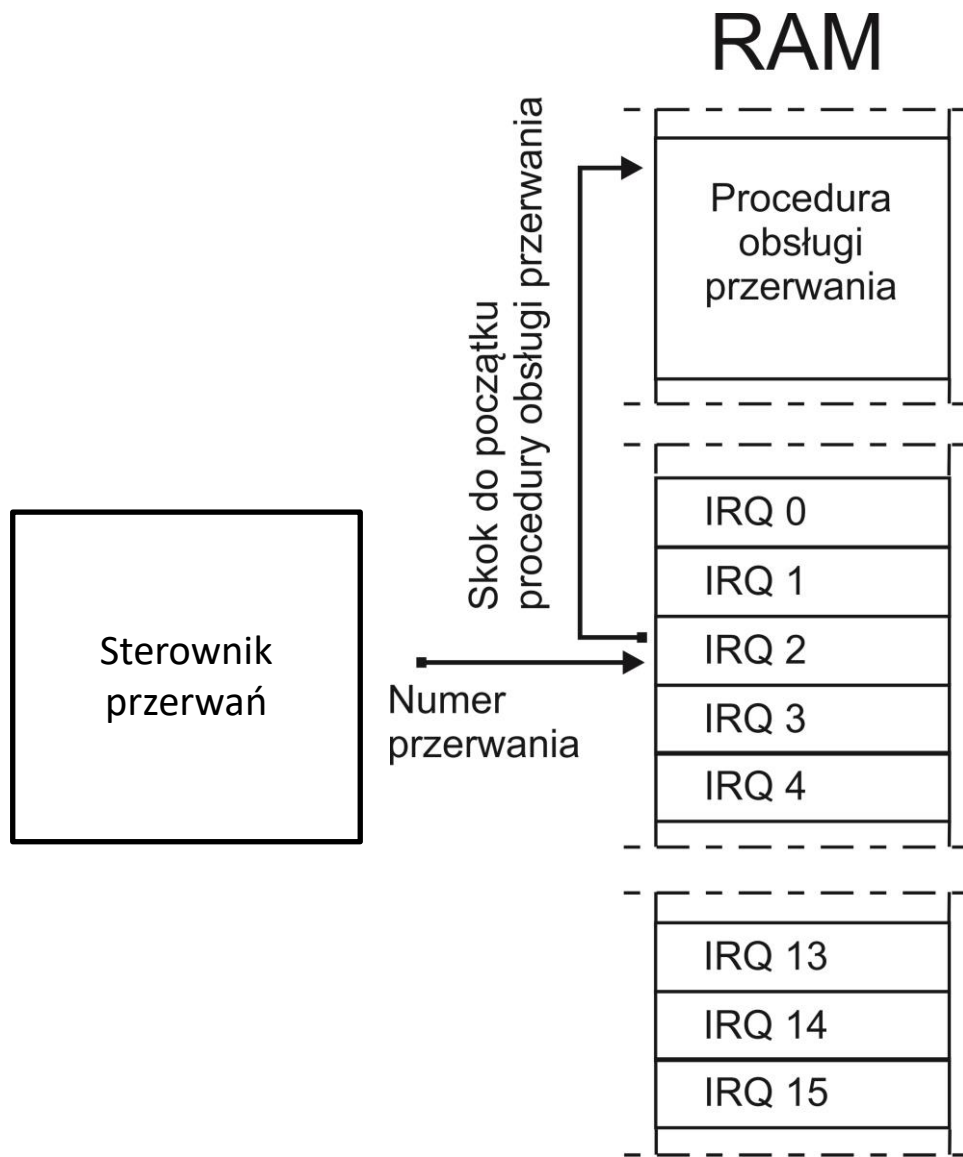 RAM
Skok do początku
procedury obsługi przerwania
Procedura
obsługi
przerwania
Sterownik
przerwań
Numer
przerwania
IRQ 0
IRQ 1
IRQ 2
IRQ 3
IRQ 4
IRQ 13
IRQ 14
IRQ 15